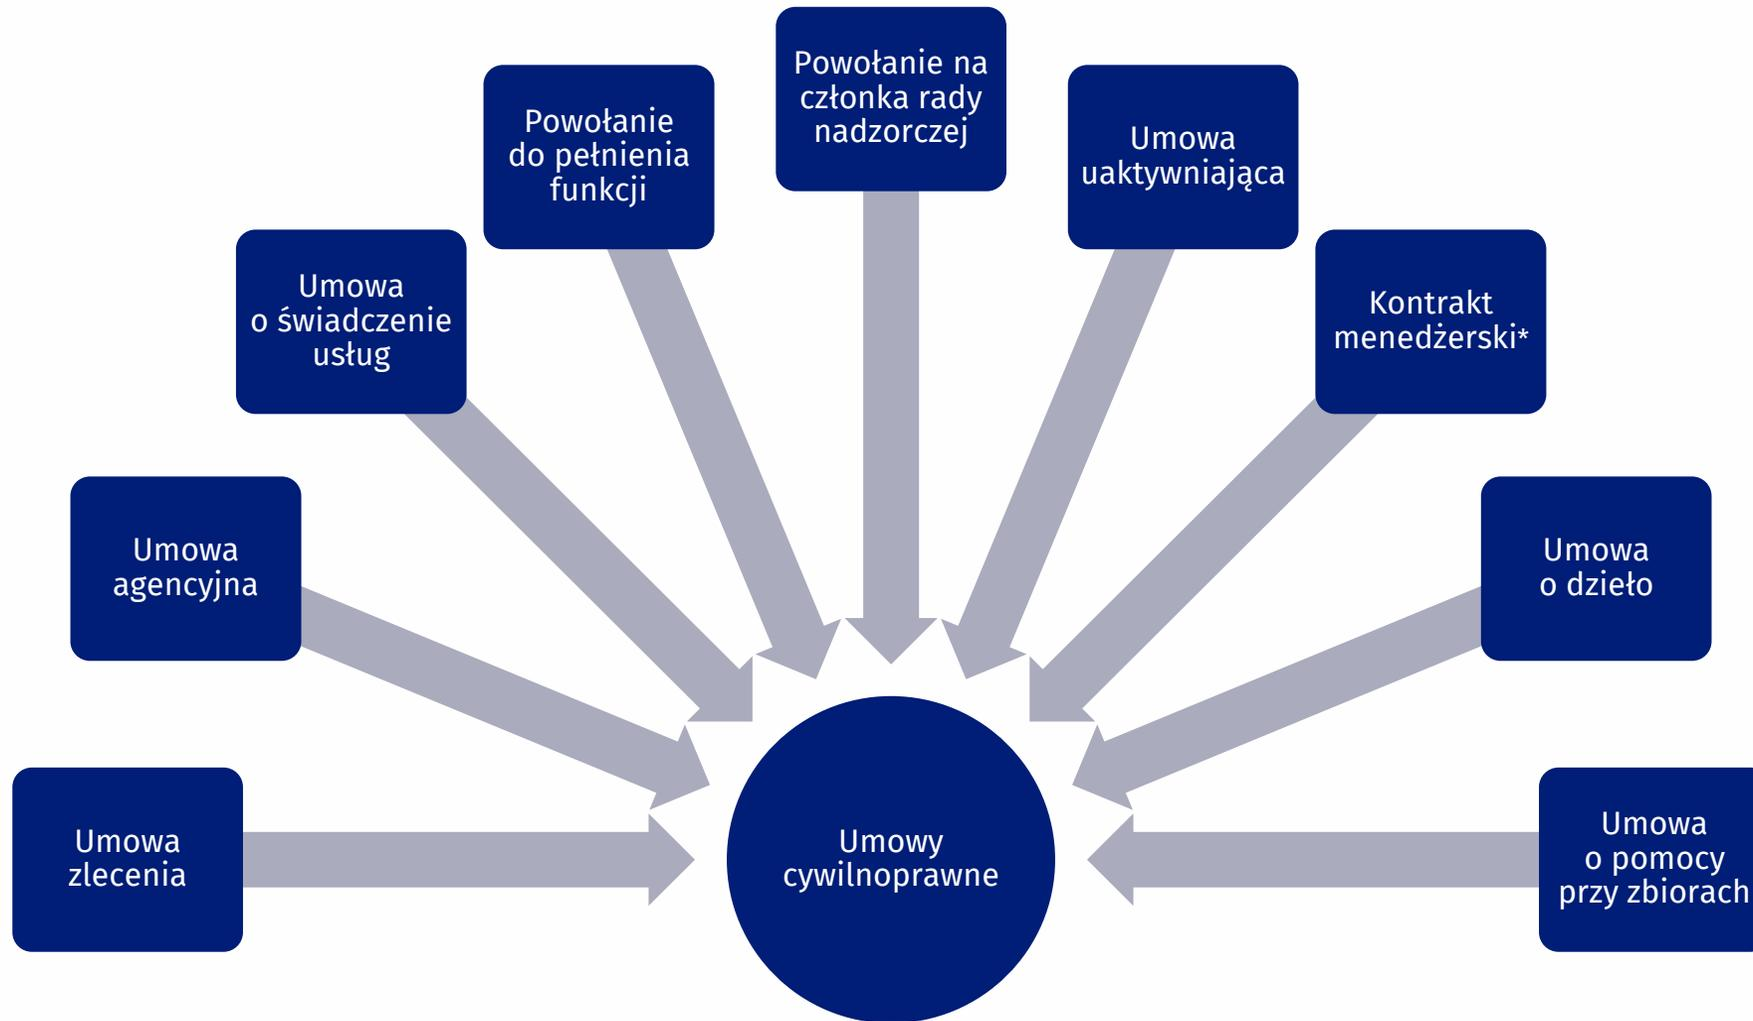 Powołanie na
członka rady
nadzorczej
Powołanie
do pełnienia
funkcji
Umowa
uaktywniająca
Umowa
o świadczenie
usług
Kontrakt
menedżerski*
Umowa
agencyjna
Umowa
o dzieło
Umowa
zlecenia
Umowy
cywilnoprawne
Umowa
o pomocy
przy zbiorach